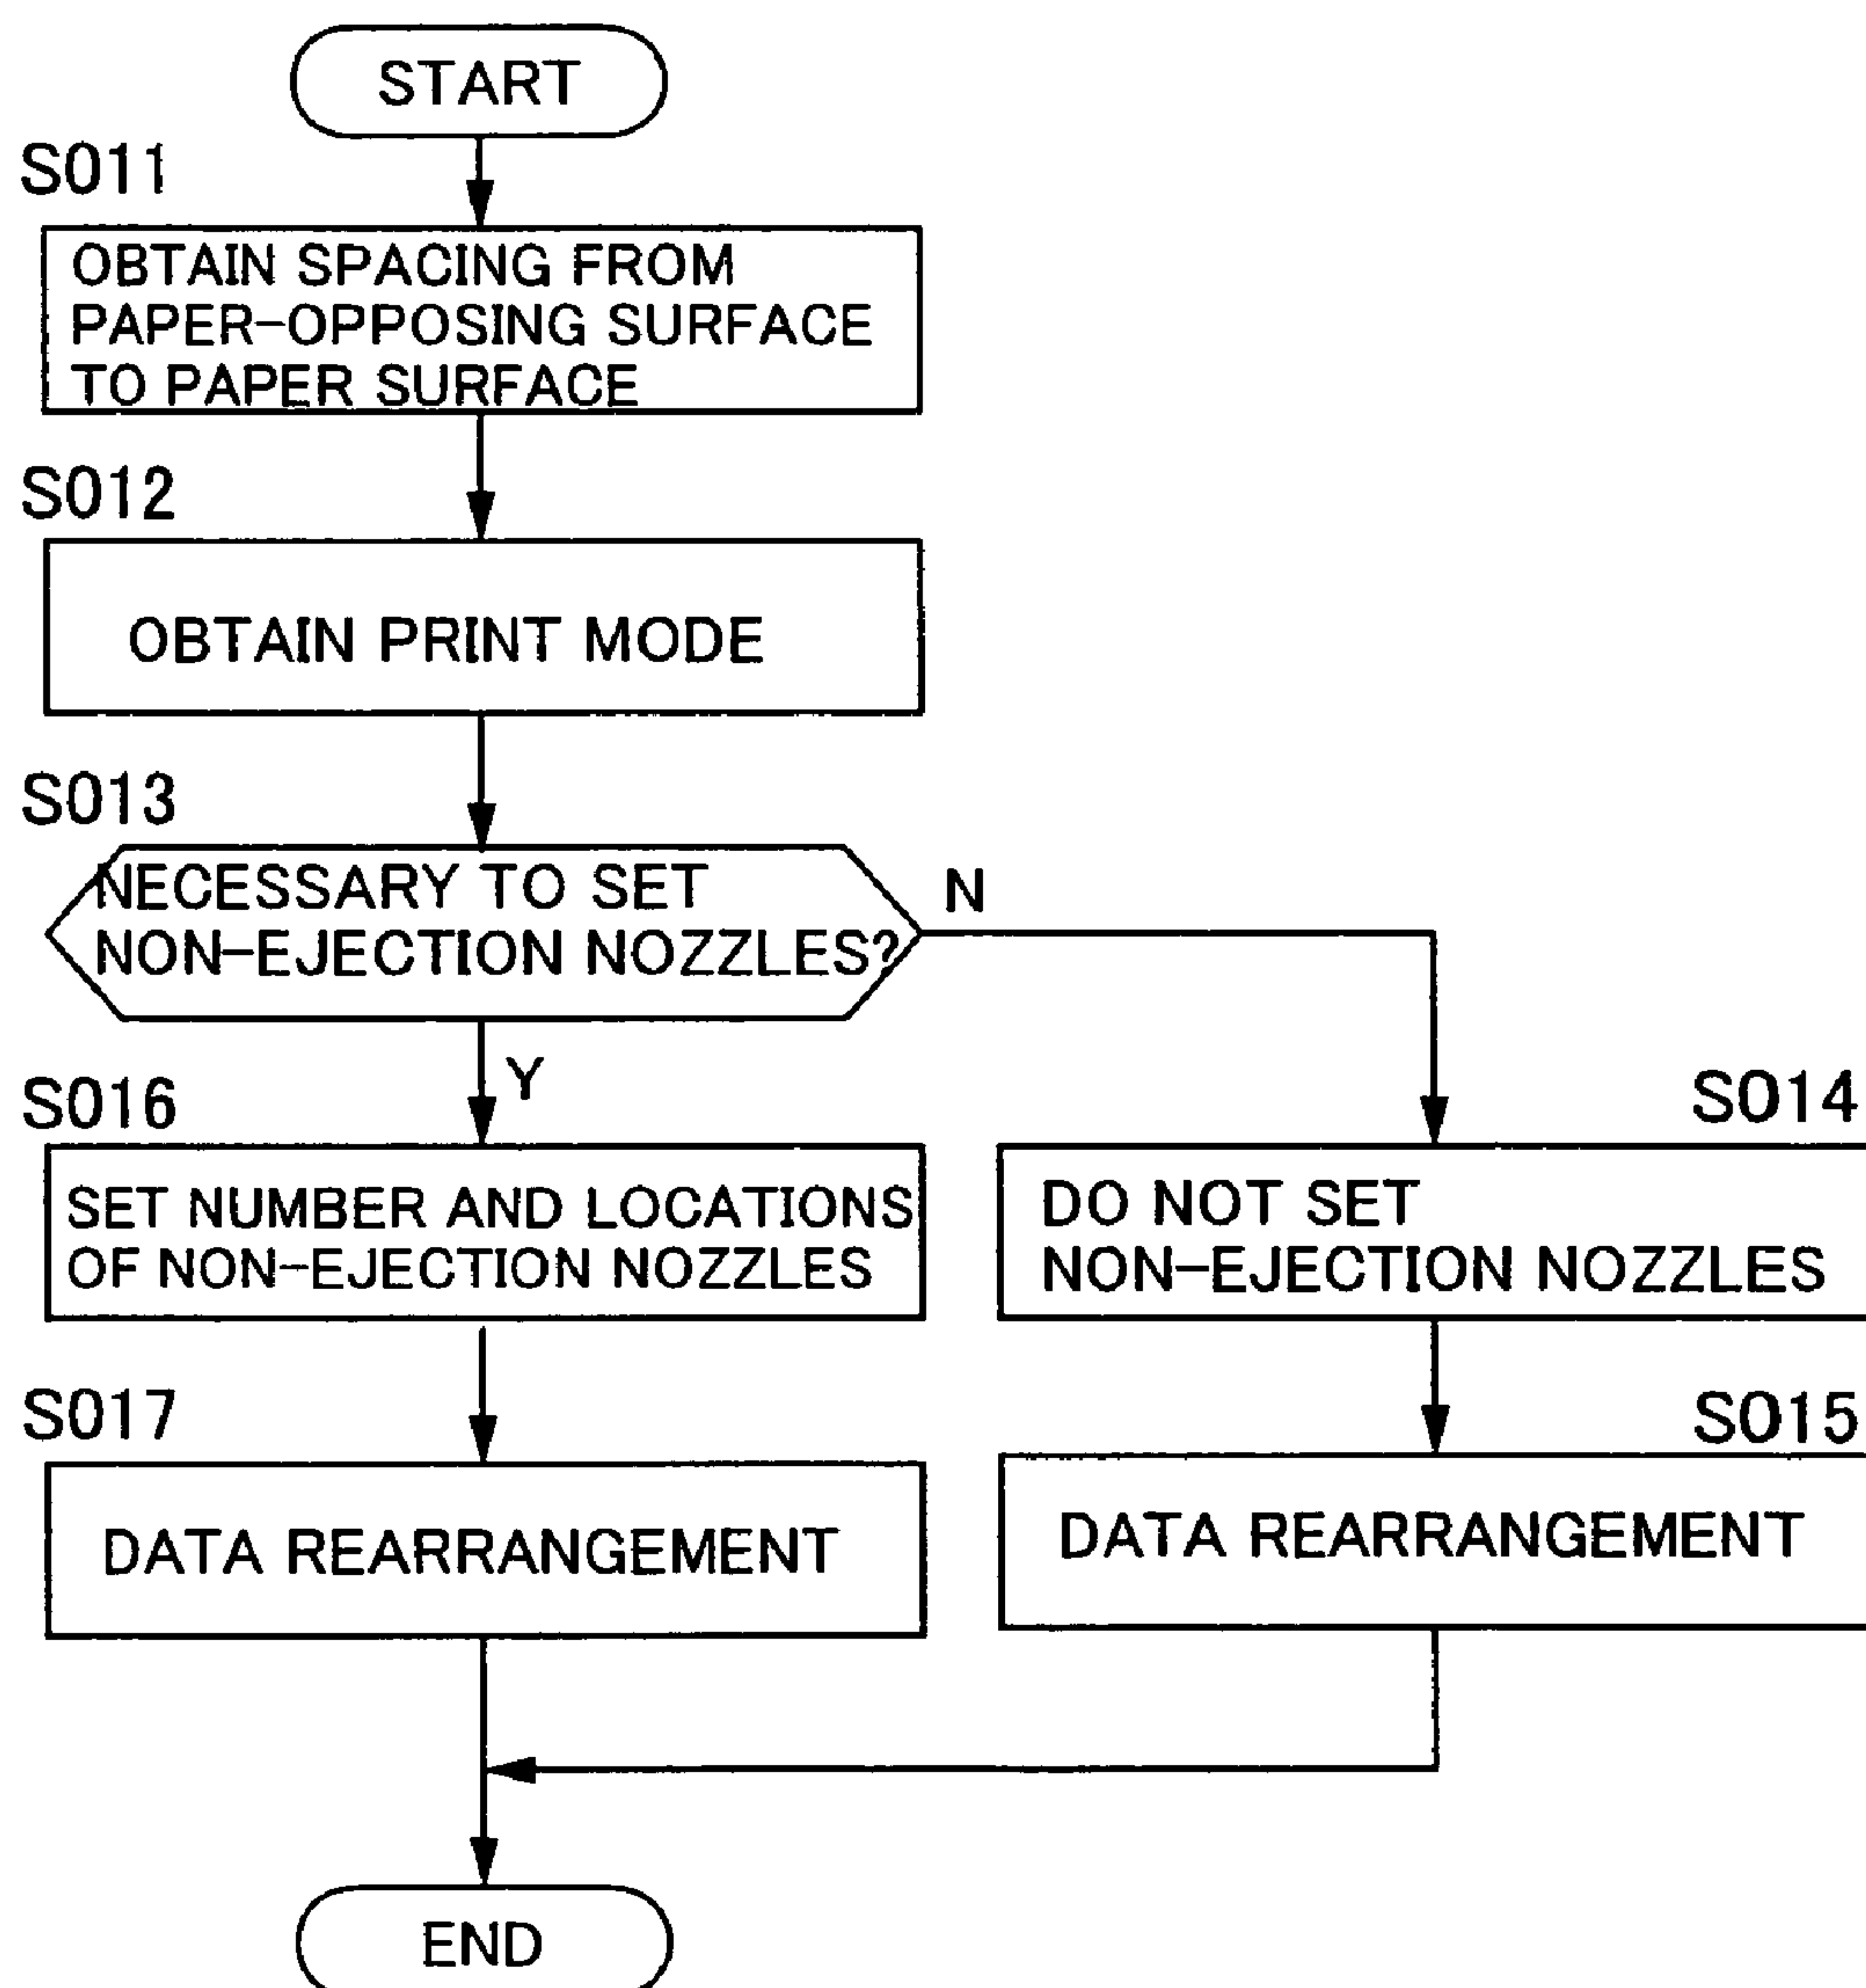 START
S011
OBTAIN SPACING FROM
PAPER-OPPOSING SURFACE
TO PAPER SURFACE
S012
OBTAIN PRINT MODE
S013
NECESSARY TO SET
NON-EJECTION NOZZLES?
N
Y
S016
SET NUMBER AND LOCATIONS
OF NON-EJECTION NOZZLES
S014
DO NOT SET
NON-EJECTION NOZZLES
S017
DATA REARRANGEMENT
S015
DATA REARRANGEMENT
END